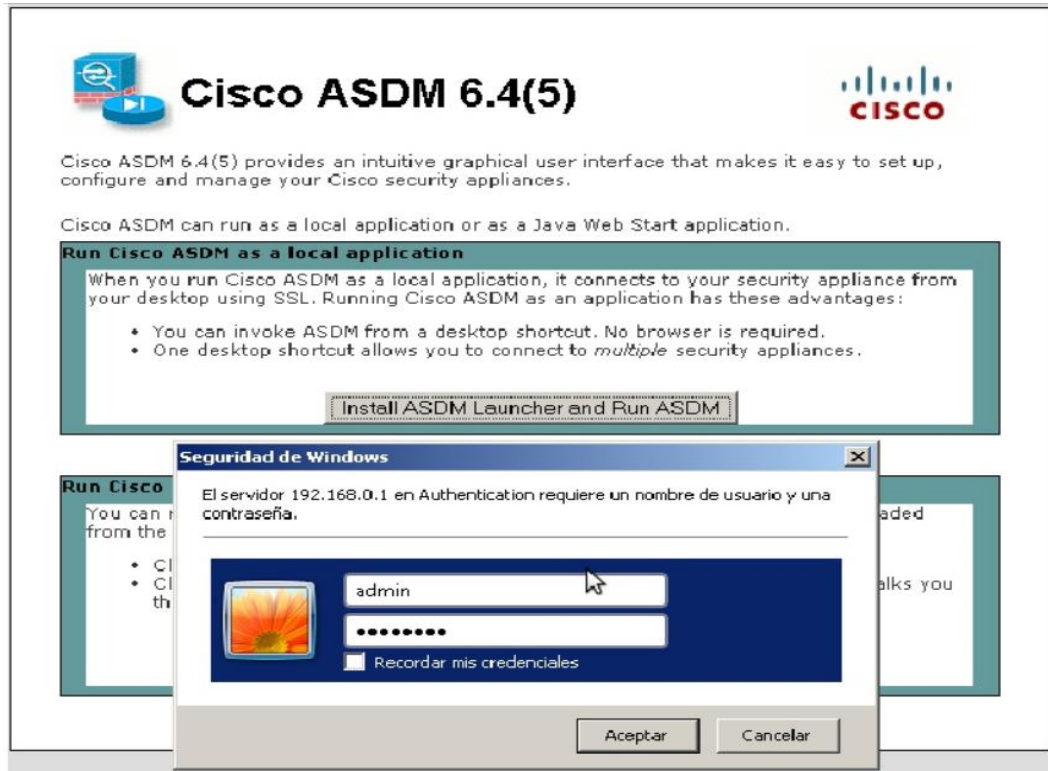 Cisco ASDM 6.4(5)
CISCO
Cisco ASDM 6.4(5) provides an intuitive graphical user interface that makes it easy to set up,
configure and manage your Cisco security appliances.
Cisco ASDM can run as a local application or as a Java Web Start application.
Run Cisco ASDM as a local application
When you run Cisco ASDM as a local application, it connects to your security appliance from
your desktop using SSL. Running Cisco ASDM as an application has these advantages:
• You can invoke ASDM from a desktop shortcut. No browser is required.
• One desktop shortcut allows you to connect to multiple security appliances.
Install ASDM Launcher and Run ASDM
Run Cisco
You can
from the
Seguridad de Windows
El servidor 192.168.0.1 en Authentication requiere un nombre de usuario y una
contraseña.
admin
••••••••
Recordar mis credenciales
Aceptar
Cancelar